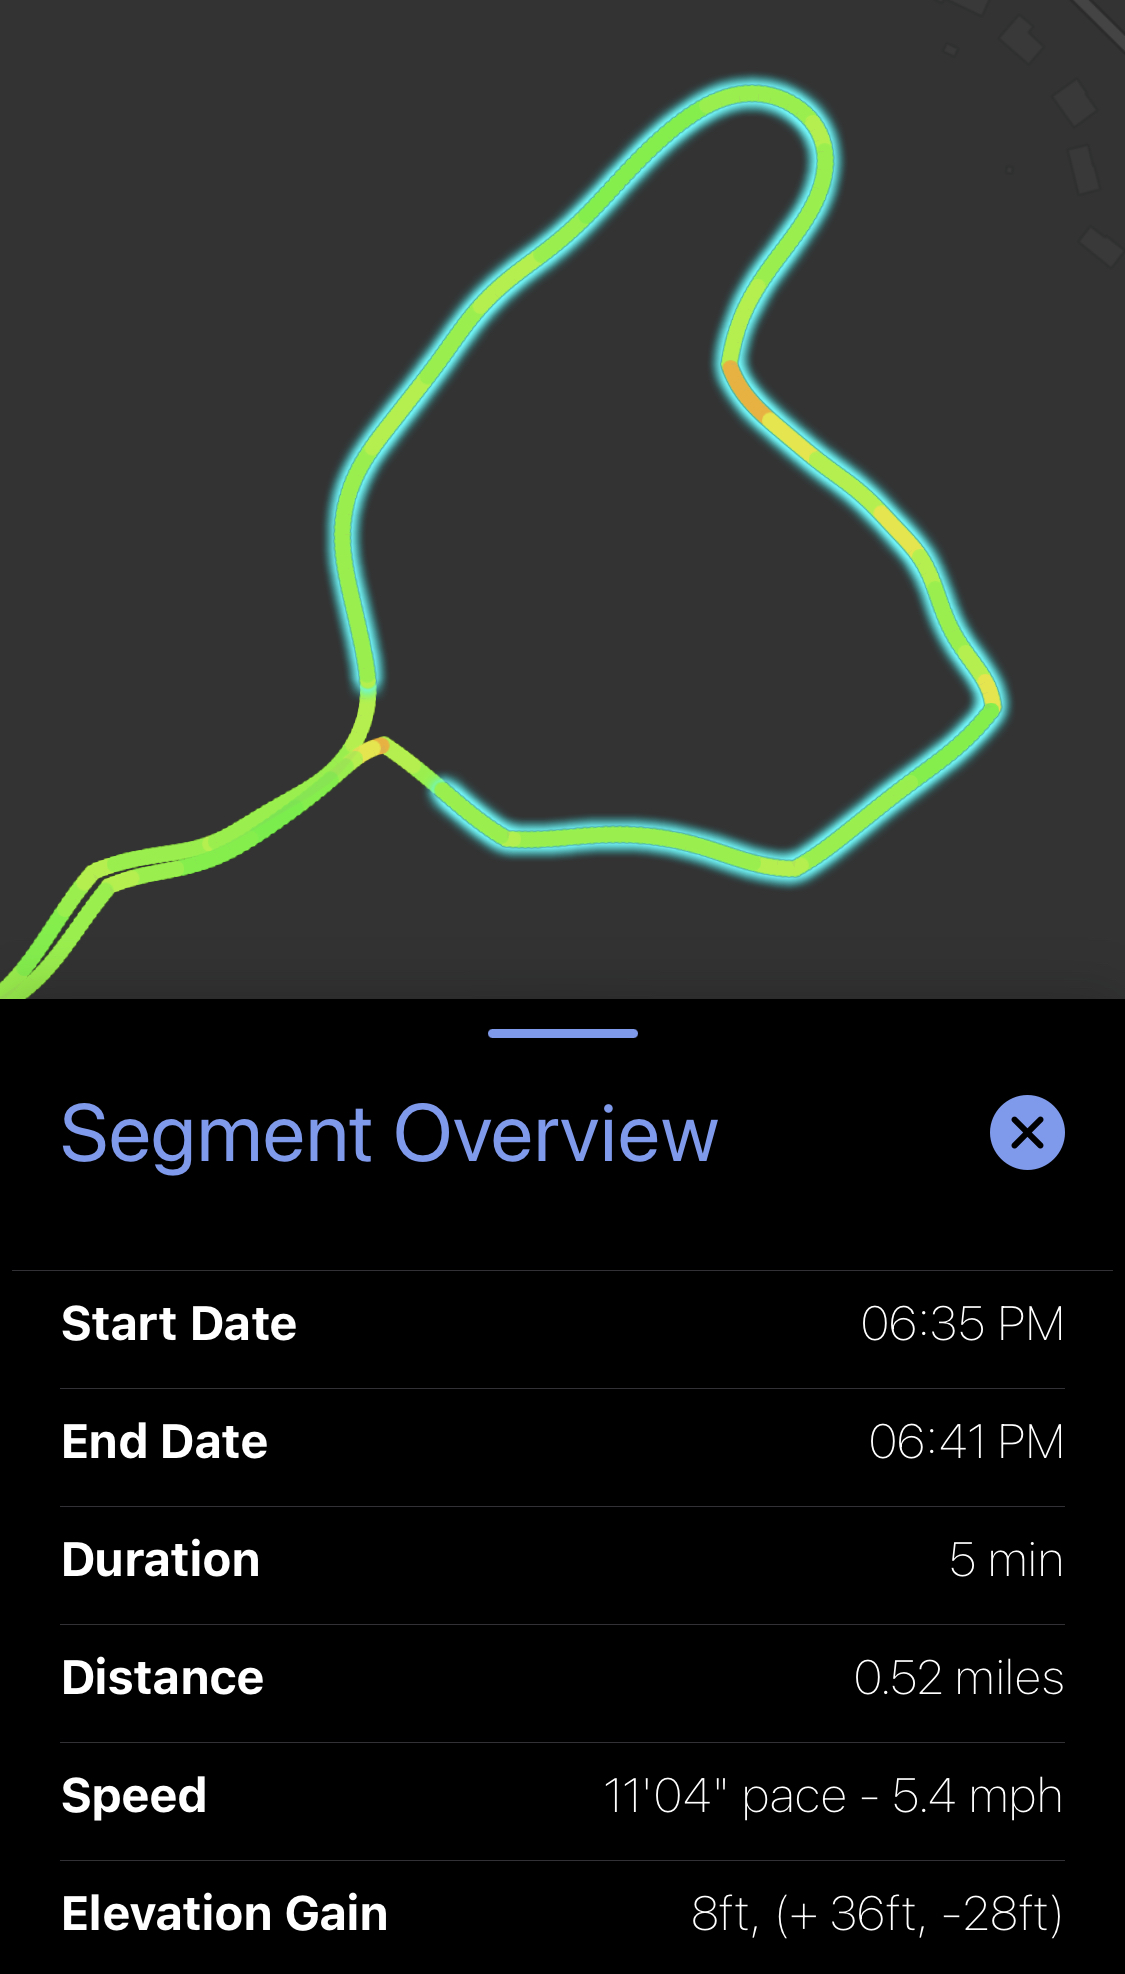 Segment Overview
Start Date 06:35 PM
End Date 06:41 PM
Duration 5 min
Distance 0.52 miles
Speed 11'04" pace - 5.4 mph
Elevation Gain 8ft, (+ 36ft, -28ft)